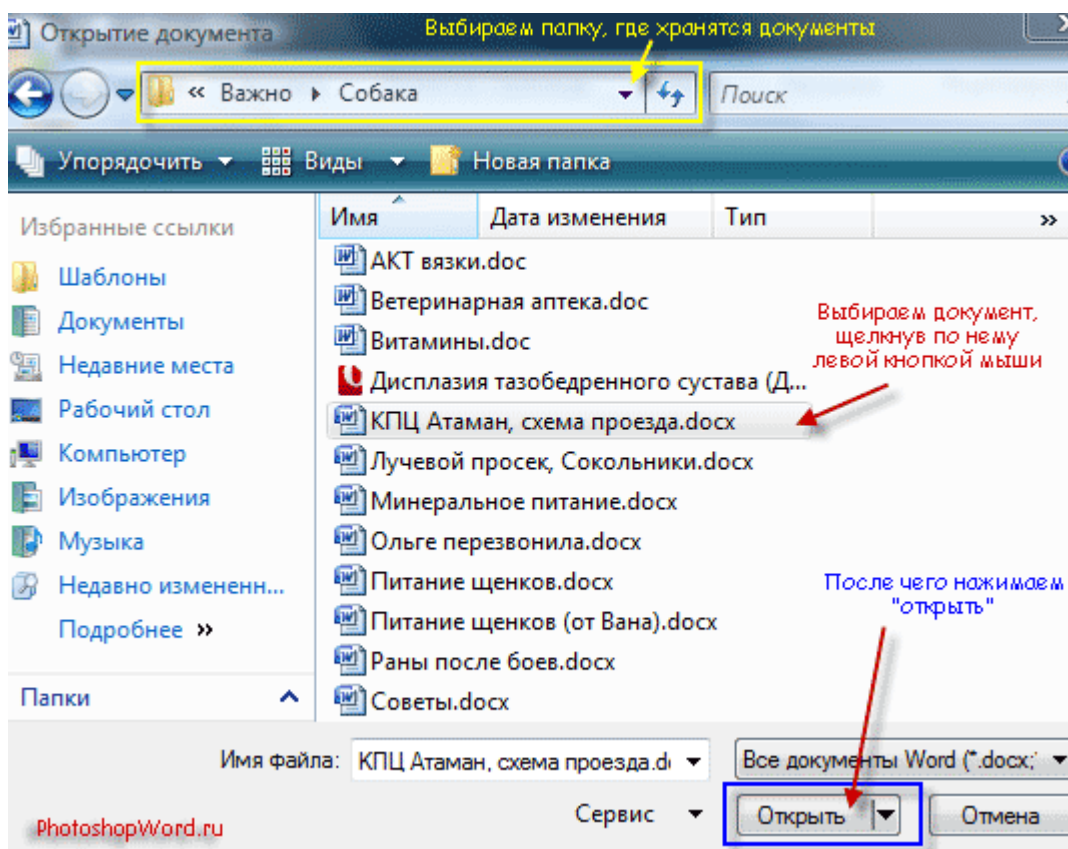 Открытие документа
Выбираем папку, где хранятся документы
« Важно Собака
Поиск
Упорядочить Виды Новая папка
Избранные ссылки
Имя Дата изменения Тип »
Шаблоны
Документы
Недавние места
Рабочий стол
Компьютер
Изображения
Музыка
Недавно измененн...
Подробнее »
Папки
АКТ вязки.doc
Ветеринарная аптека.doc
Витамины.doc
Дисплазия тазобедренного сустава (Д...
КПЦ Атаман, схема проезда.docx
Лучевой просек, Сокольники.docx
Минеральное питание.docx
Ольге перезвонила.docx
Питание щенков.docx
Питание щенков (от Вана).docx
Раны после боев.docx
Советы.docx
Выбираем документ,
щелкнув по нему
левой кнопкой мыши
После чего нажимаем
"открыть"
Имя файла: КПЦ Атаман, схема проезда.d Все документы Word (*.docx;
Сервис Открыть Отмена
PhotoshopWord.ru